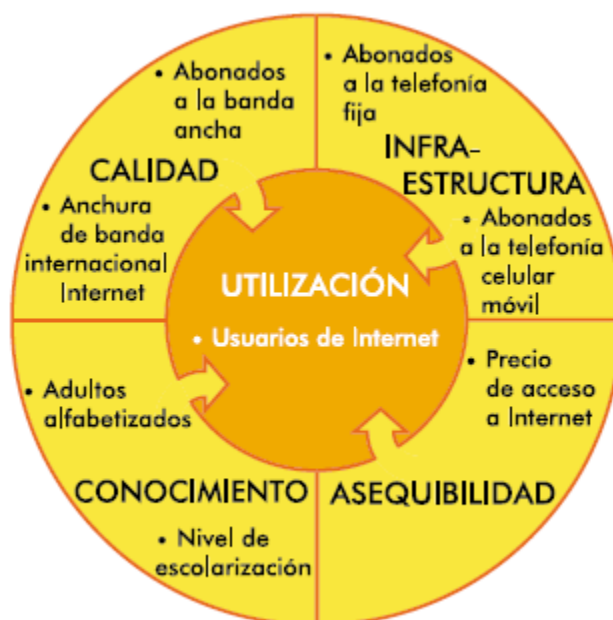 • Abonados
a la banda
ancha
CALIDAD
• Anchura
de banda
internacional
Internet
• Abonados
a la telefonía
fija
INFRA-
ESTRUCTURA
• Abonados
a la telefonía
celular
móvil
UTILIZACIÓN
• Usuarios de Internet
• Adultos
alfabetizados
CONOCIMIENTO
• Nivel de
escolarización
• Precio
de acceso
a Internet
ASEQUIBILIDAD